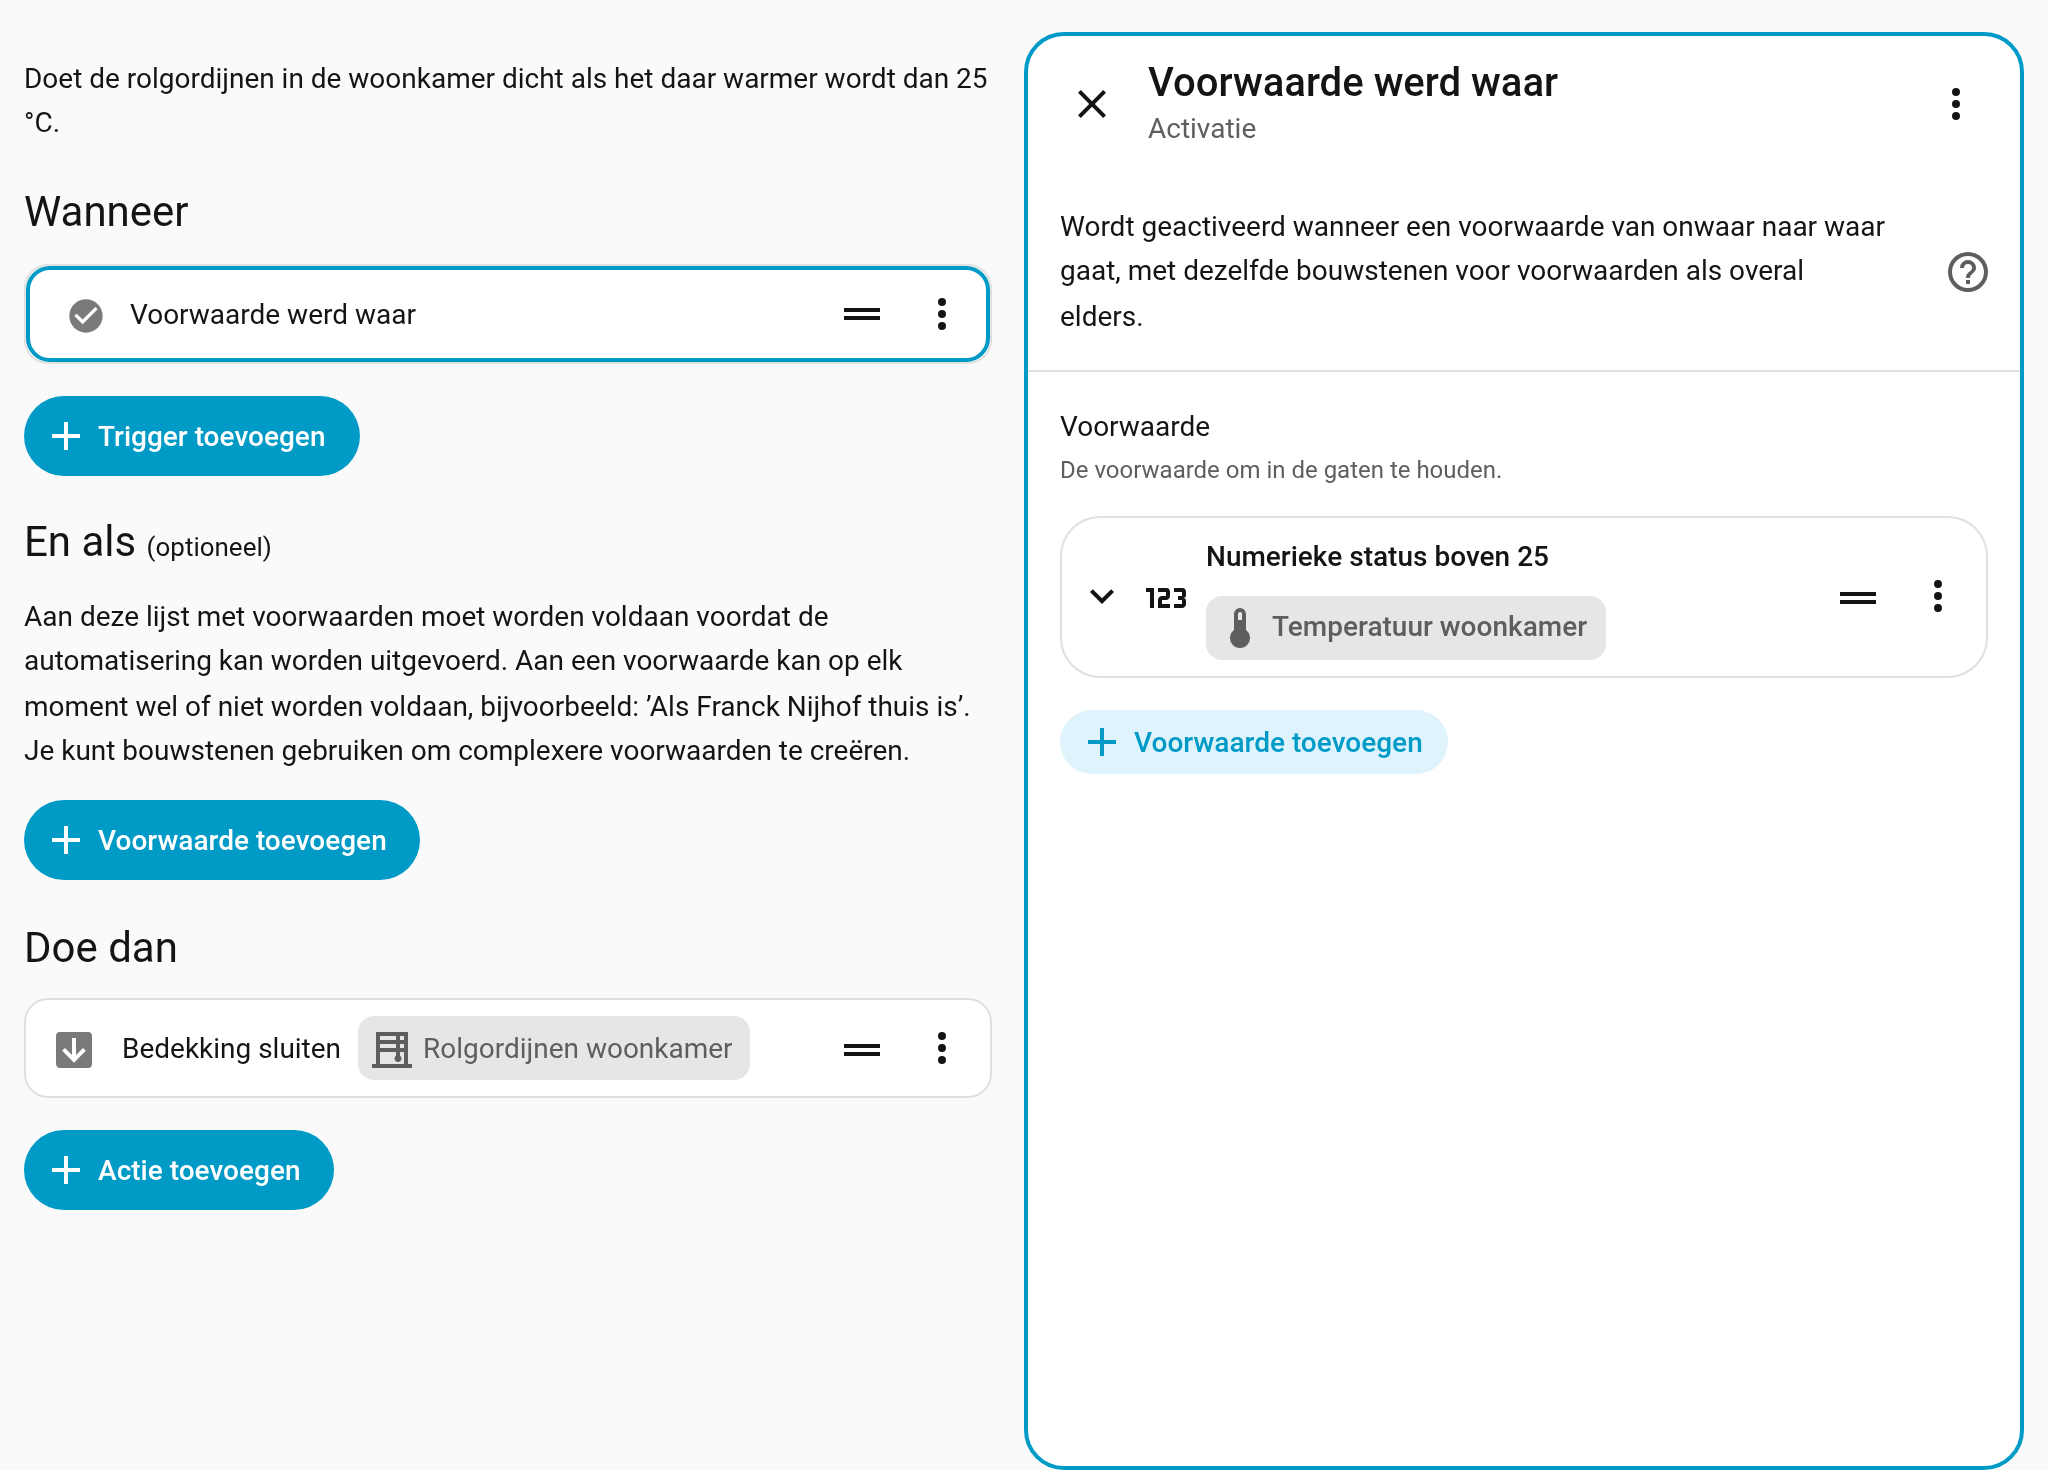 Doet de rolgordijnen in de woonkamer dicht als het daar warmer wordt dan 25
°C.
Wanneer
Voorwaarde werd waar
Trigger toevoegen
En als (optioneel)
Aan deze lijst met voorwaarden moet worden voldaan voordat de
automatisering kan worden uitgevoerd. Aan een voorwaarde kan op elk
moment wel of niet worden voldaan, bijvoorbeeld: ’Als Franck Nijhof thuis is’.
Je kunt bouwstenen gebruiken om complexere voorwaarden te creëren.
Voorwaarde toevoegen
Doe dan
Bedekking sluiten Rolgordijnen woonkamer
Actie toevoegen
Voorwaarde werd waar
Activatie
Wordt geactiveerd wanneer een voorwaarde van onwaar naar waar
gaat, met dezelfde bouwstenen voor voorwaarden als overal
elders.
Voorwaarde
De voorwaarde om in de gaten te houden.
Numerieke status boven 25
123
Temperatuur woonkamer
Voorwaarde toevoegen